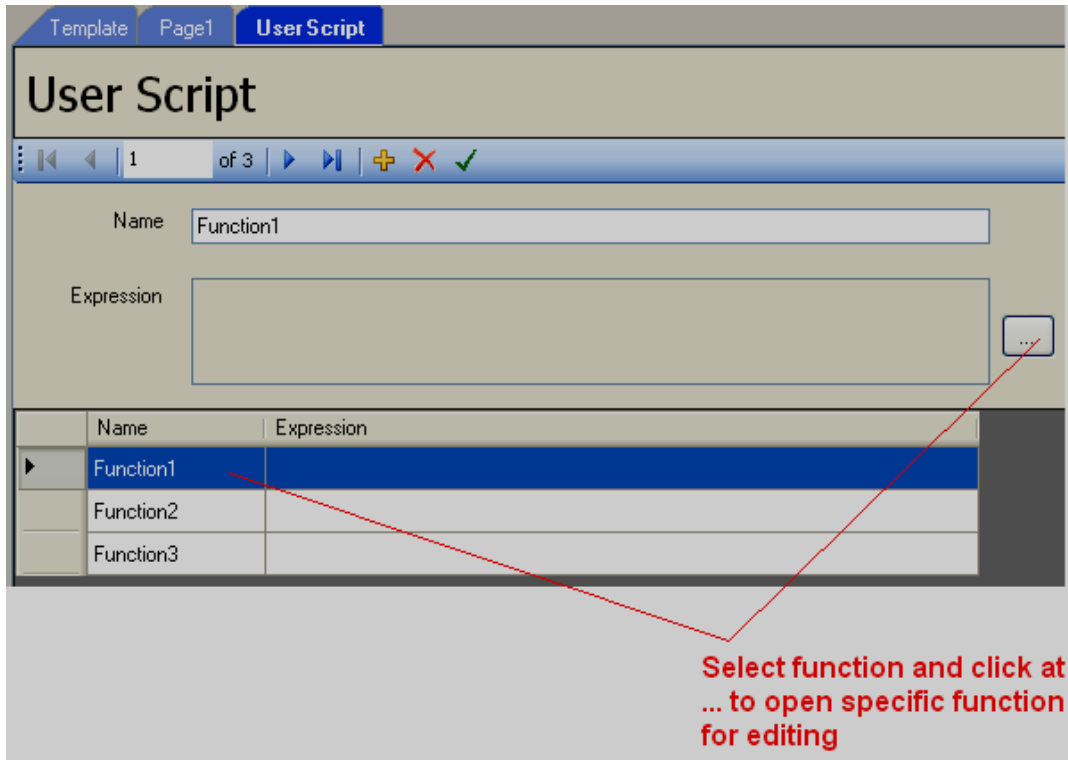 Template Page1 User Script
User Script
1 of 3
Name Function1
Expression
...
Name Expression
Function1
Function2
Function3
Select function and click at
... to open specific function
for editing